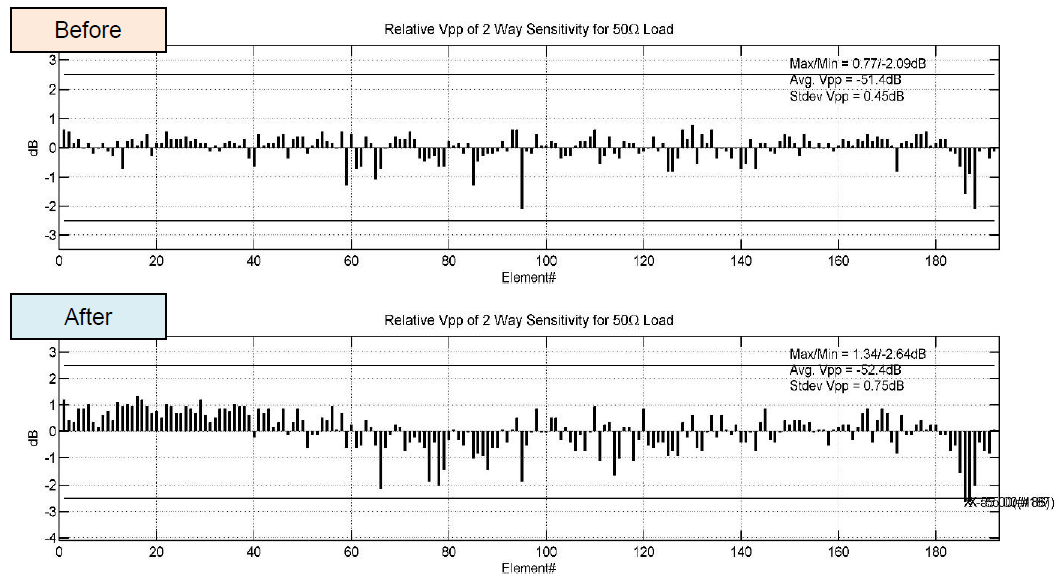 Before
Relative Vpp of 2 Way Sensitivity for 50Ω Load
Max/Min = 0.77/-2.09dB
Avg. Vpp = -51.4dB
Stdev Vpp = 0.45dB
3
2
1
0
-1
-2
-3
dB
0 20 40 60 80 100 120 140 160 180
Element#
After
Relative Vpp of 2 Way Sensitivity for 50Ω Load
Max/Min = 1.34/-2.64dB
Avg. Vpp = -52.4dB
Stdev Vpp = 0.75dB
3
2
1
0
-1
-2
-3
-4
dB
0 20 40 60 80 100 120 140 160 180
Element#